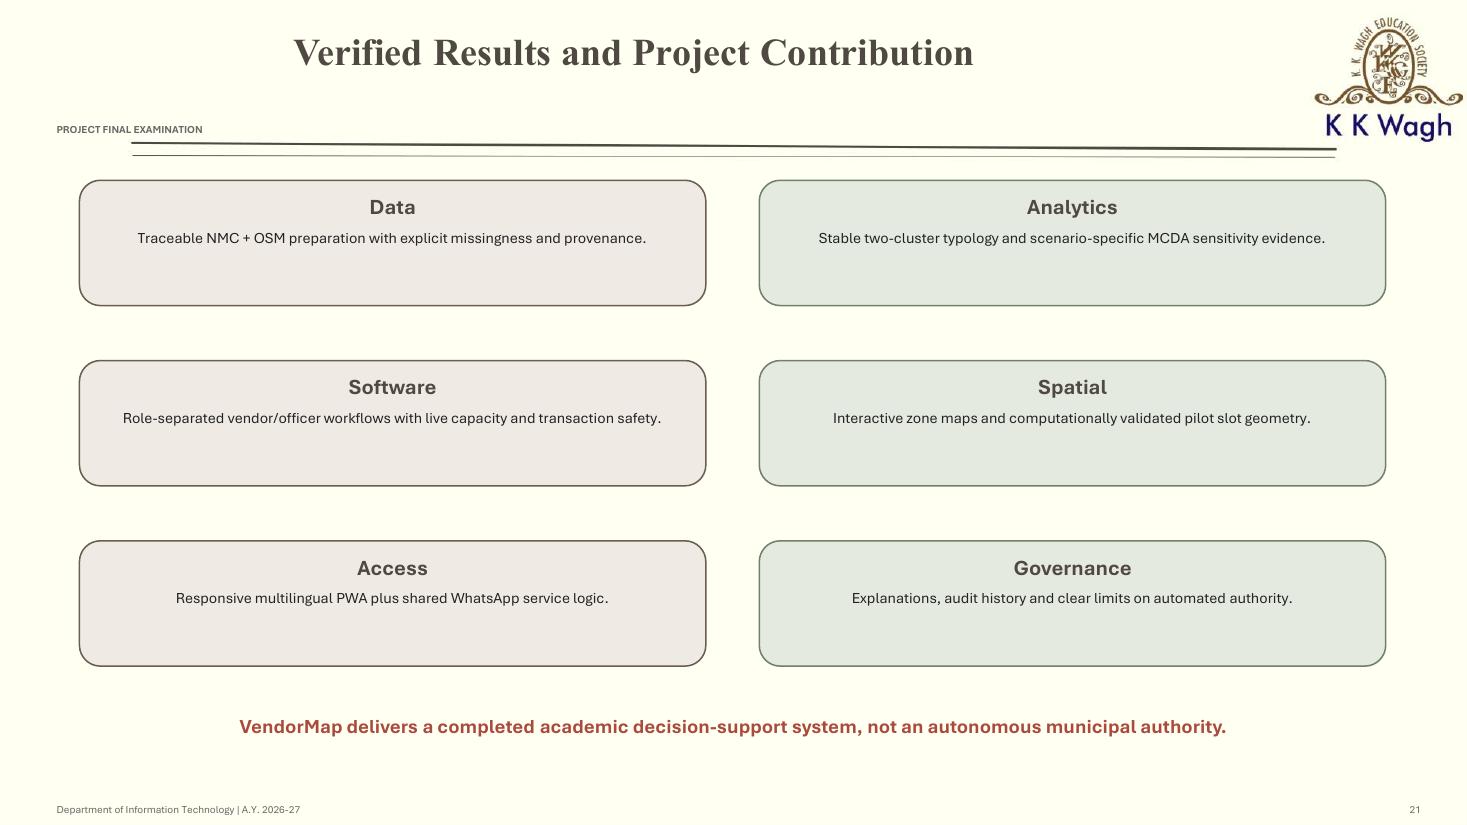 Verified Results and Project Contribution
K. K. WAGH EDUCATION SOCIETY
K K Wagh
PROJECT FINAL EXAMINATION
Data
Traceable NMC + OSM preparation with explicit missingness and provenance.
Analytics
Stable two-cluster typology and scenario-specific MCDA sensitivity evidence.
Software
Role-separated vendor/officer workflows with live capacity and transaction safety.
Spatial
Interactive zone maps and computationally validated pilot slot geometry.
Access
Responsive multilingual PWA plus shared WhatsApp service logic.
Governance
Explanations, audit history and clear limits on automated authority.
VendorMap delivers a completed academic decision-support system, not an autonomous municipal authority.
Department of Information Technology | A.Y. 2026-27
21